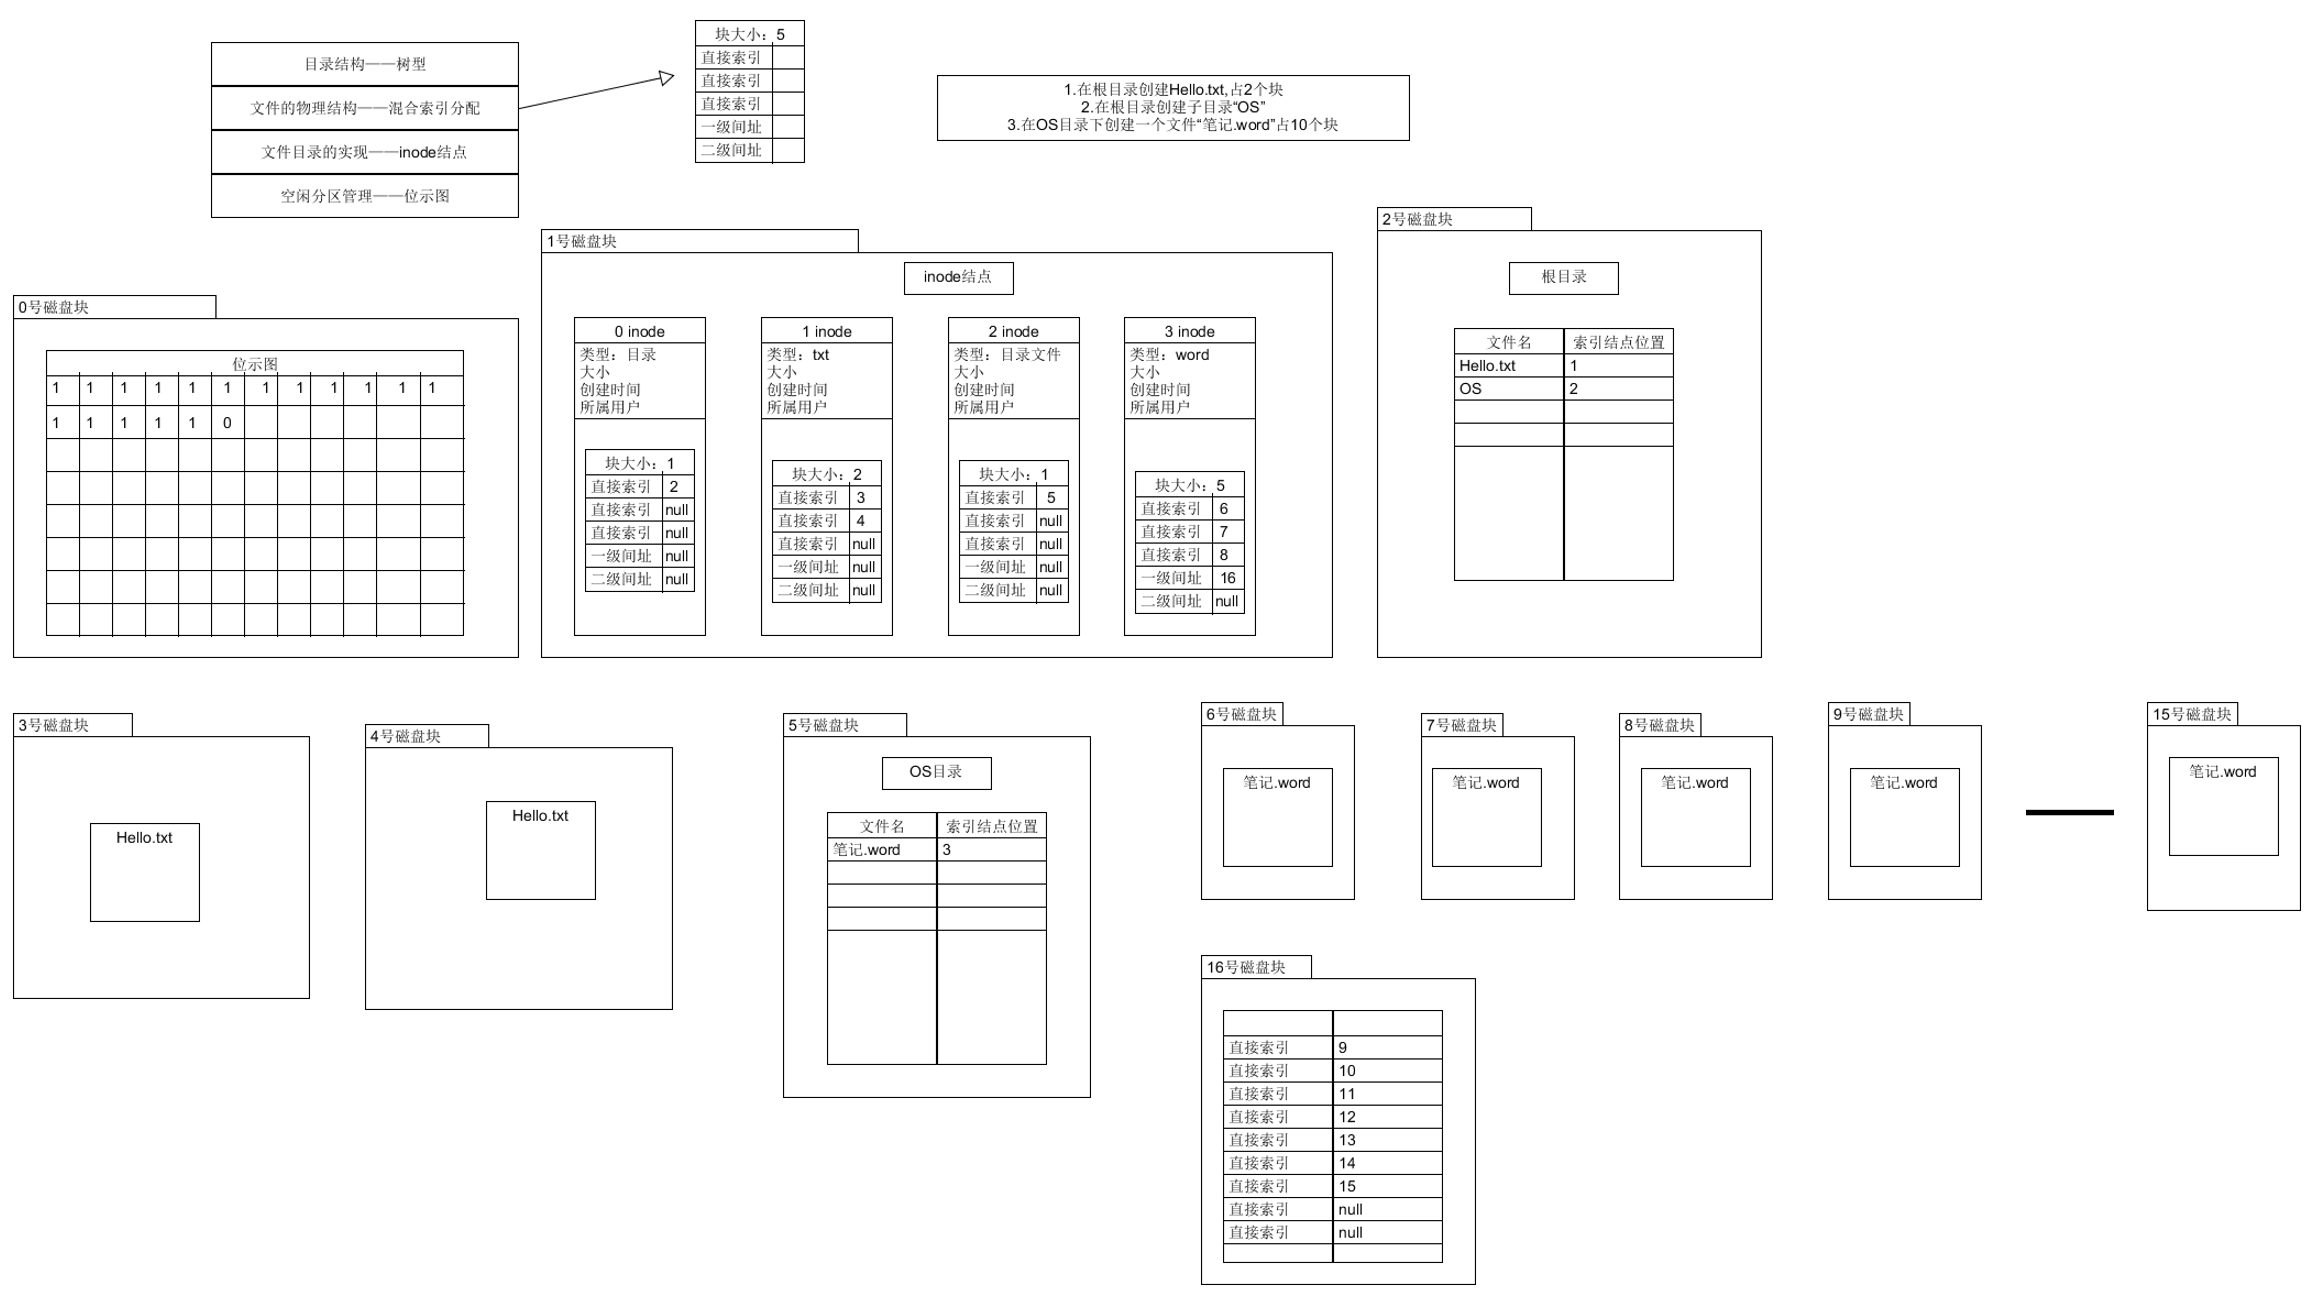 目录结构——树型
文件的物理结构——混合索引分配
文件目录的实现——inode结点
空闲分区管理——位示图
块大小：5
直接索引
直接索引
直接索引
一级间址
二级间址
1.在根目录创建Hello.txt,占2个块
2.在根目录创建子目录“OS”
3.在OS目录下创建一个文件“笔记.word”占10个块
0号磁盘块
位示图
1 1 1 1 1 1 1 1 1 1 1 1
1 1 1 1 1 0
1号磁盘块
inode结点
0 inode
类型：目录
大小
创建时间
所属用户
块大小：1
直接索引 2
直接索引 null
直接索引 null
一级间址 null
二级间址 null
1 inode
类型：txt
大小
创建时间
所属用户
块大小：2
直接索引 3
直接索引 4
直接索引 null
一级间址 null
二级间址 null
2 inode
类型：目录文件
大小
创建时间
所属用户
块大小：1
直接索引 5
直接索引 null
直接索引 null
一级间址 null
二级间址 null
3 inode
类型：word
大小
创建时间
所属用户
块大小：5
直接索引 6
直接索引 7
直接索引 8
一级间址 16
二级间址 null
2号磁盘块
根目录
文件名 索引结点位置
Hello.txt 1
OS 2
3号磁盘块
Hello.txt
4号磁盘块
Hello.txt
5号磁盘块
OS目录
文件名 索引结点位置
笔记.word 3
6号磁盘块
笔记.word
7号磁盘块
笔记.word
8号磁盘块
笔记.word
9号磁盘块
笔记.word
15号磁盘块
笔记.word
16号磁盘块
直接索引 9
直接索引 10
直接索引 11
直接索引 12
直接索引 13
直接索引 14
直接索引 15
直接索引 null
直接索引 null